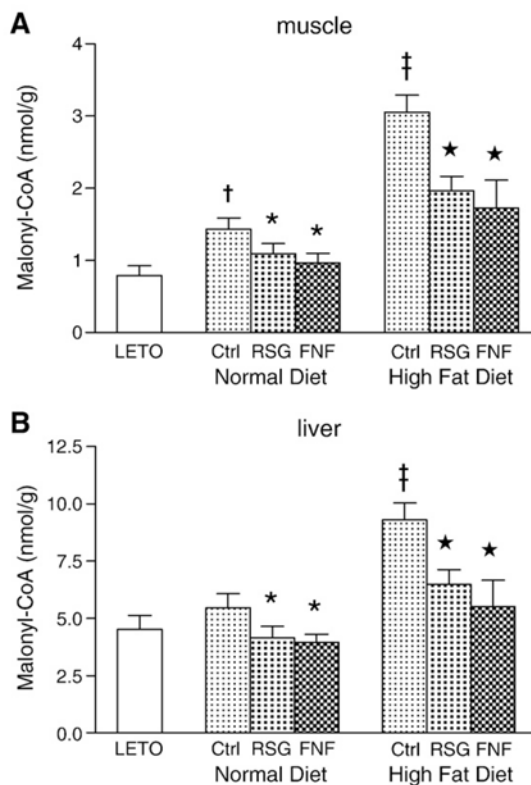 A
muscle
Malonyl-CoA (nmol/g)
4
3
2
1
0
†
*
*
‡
★
★
LETO
Ctrl RSG FNF
Ctrl RSG FNF
Normal Diet
High Fat Diet
B
liver
Malonyl-CoA (nmol/g)
12.5
10.0
7.5
5.0
2.5
0.0
*
*
‡
★
★
LETO
Ctrl RSG FNF
Ctrl RSG FNF
Normal Diet
High Fat Diet